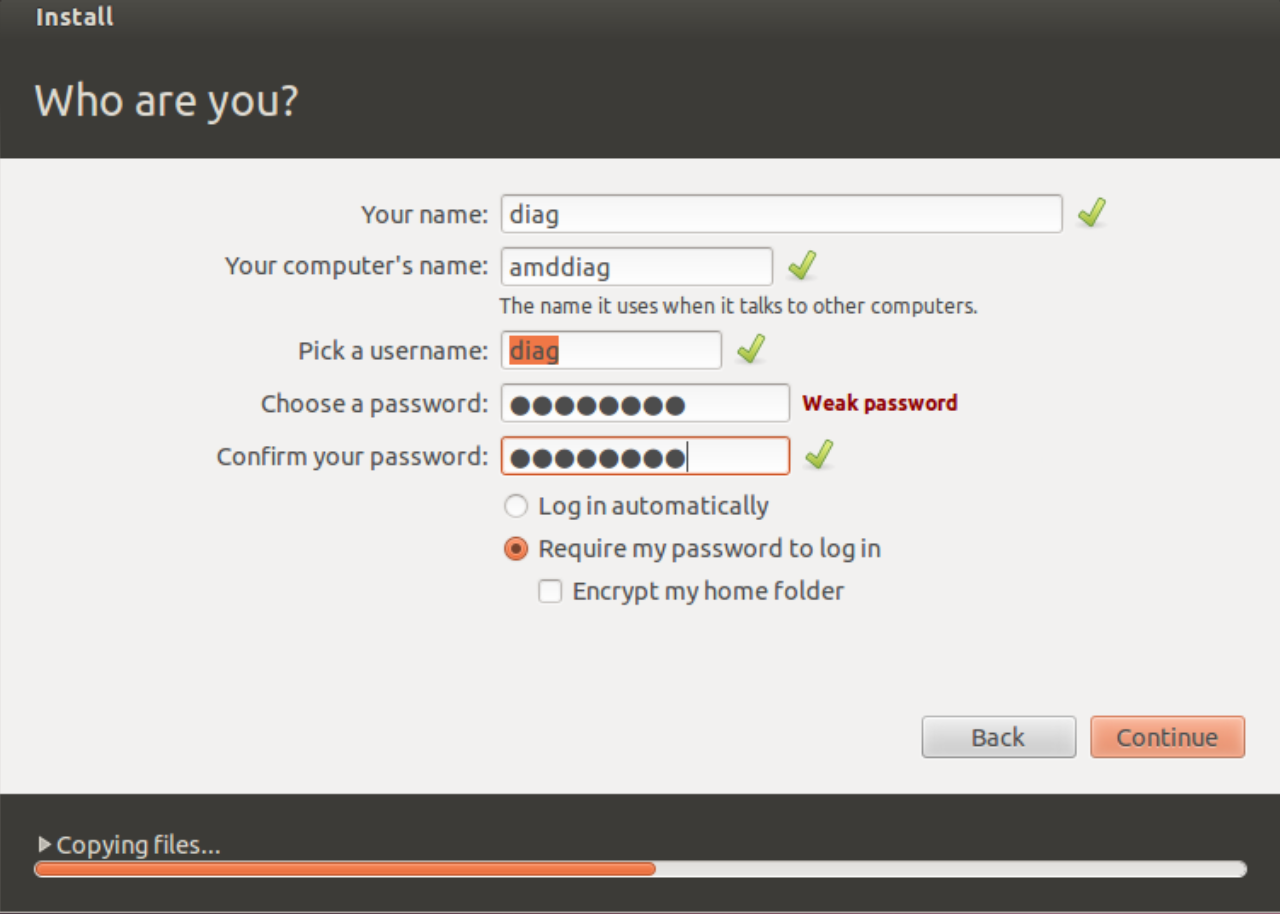 Install
Who are you?
Your name: diag
Your computer's name: amddiag
The name it uses when it talks to other computers.
Pick a username: diag
Choose a password: ●●●●●●●● Weak password
Confirm your password: ●●●●●●●●
Log in automatically
Require my password to log in
Encrypt my home folder
Back Continue
Copying files...